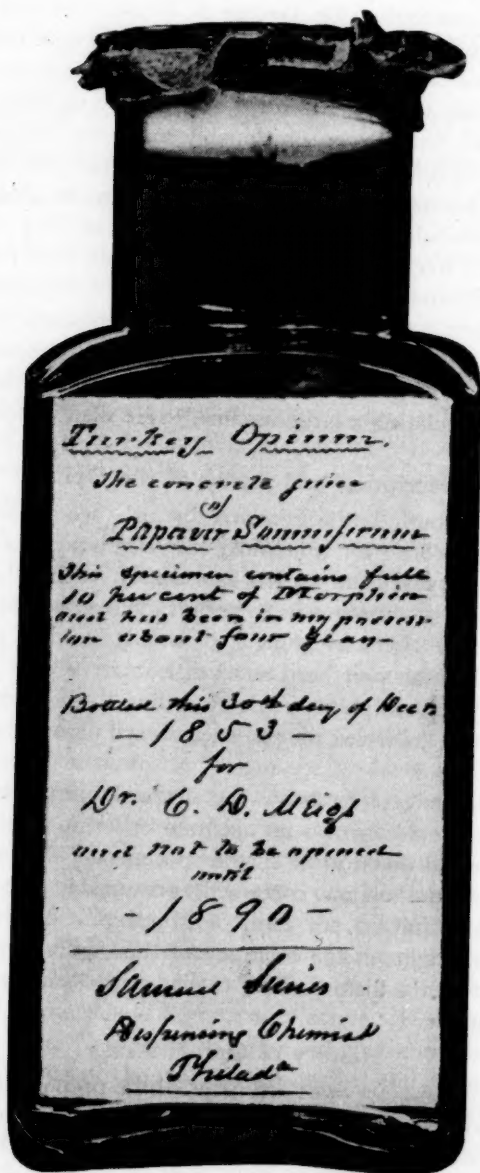 Turkey Opium.
The concrete juice
of
Papaver Somniferum
This specimen contains full
10 per cent of Morphia
and has been in my possess-
ion about four years-
Bottled this 30th day of Decr
- 1853 -
for
Dr. C. D. Meigs
and not to be opened
until
- 1890 -
Samuel Simes
Dispensing Chemist
Philada